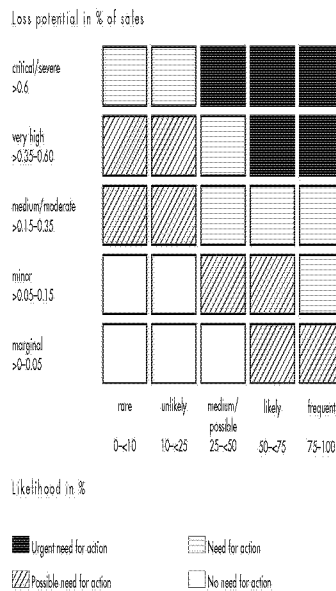 Loss potential in % of sales
critical/severe
>0.6
very high
>0.35–0.60
medium/moderate
>0.15–0.35
minor
>0.05–0.15
marginal
>0–0.05
rare unlikely medium/ likely frequent
possible
0–<10 10–<25 25–<50 50–<75 75–100
Likelihood in %
Urgent need for action Need for action
Possible need for action No need for action